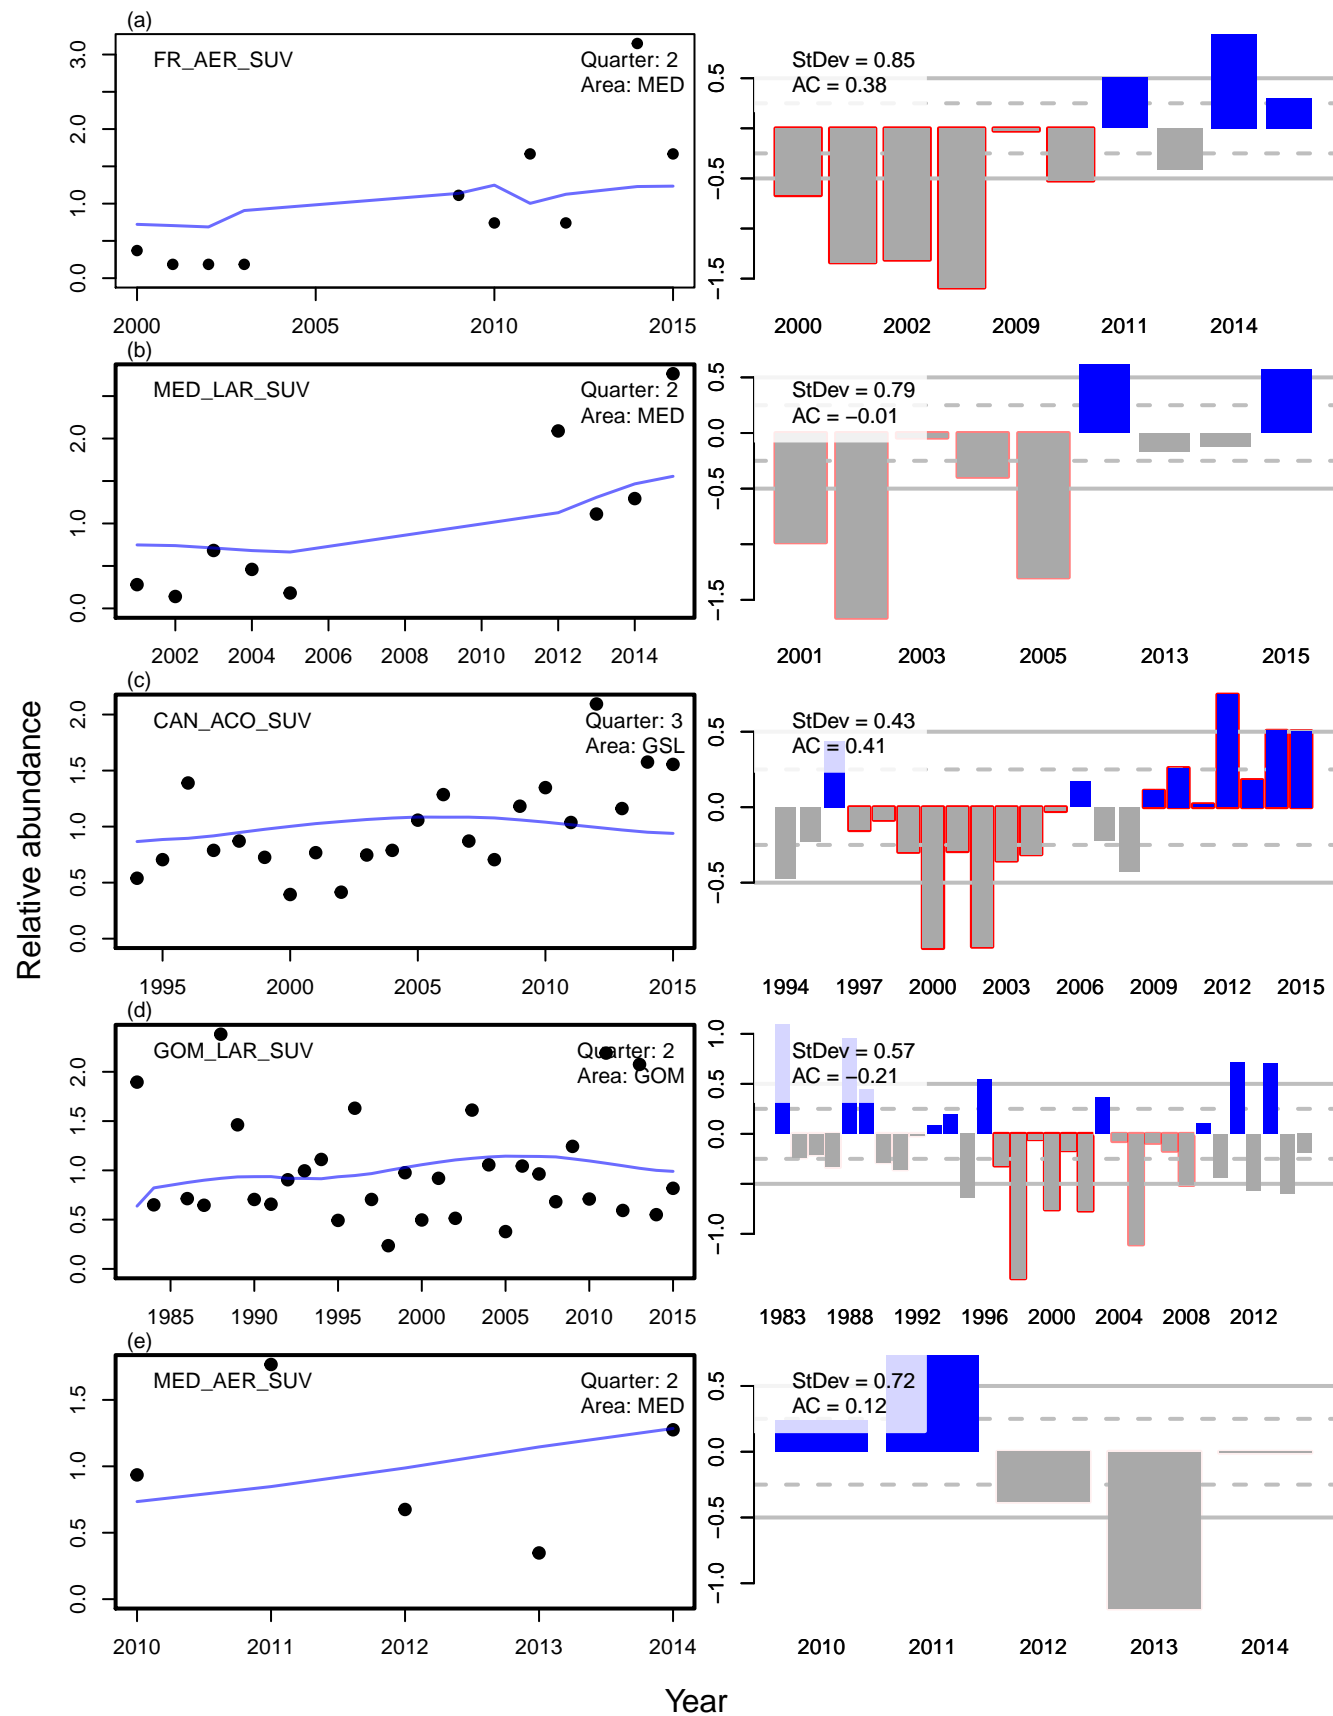 (a)
FR_AER_SUV
Quarter: 2
Area: MED
0.0 1.0 2.0 3.0
2000 2005 2010 2015
StDev = 0.85
AC = 0.38
−1.5 −0.5 0.5
2000 2002 2009 2011 2014
(b)
MED_LAR_SUV
Quarter: 2
Area: MED
0.0 1.0 2.0
2002 2004 2006 2008 2010 2012 2014
StDev = 0.79
AC = −0.01
−1.5 −0.5 0.0 0.5
2001 2003 2005 2013 2015
(c)
CAN_ACO_SUV
Quarter: 3
Area: GSL
0.0 0.5 1.0 1.5 2.0
1995 2000 2005 2010 2015
StDev = 0.43
AC = 0.41
−0.5 0.0 0.5
1994 1997 2000 2003 2006 2009 2012 2015
(d)
GOM_LAR_SUV
Quarter: 2
Area: GOM
0.0 0.5 1.0 1.5 2.0
1985 1990 1995 2000 2005 2010 2015
StDev = 0.57
AC = −0.21
−1.0 0.0 0.5 1.0
1983 1988 1992 1996 2000 2004 2008 2012
(e)
MED_AER_SUV
Quarter: 2
Area: MED
0.0 0.5 1.0 1.5
2010 2011 2012 2013 2014
StDev = 0.72
AC = 0.12
−1.0 −0.5 0.0 0.5
2010 2011 2012 2013 2014
Relative abundance
Year